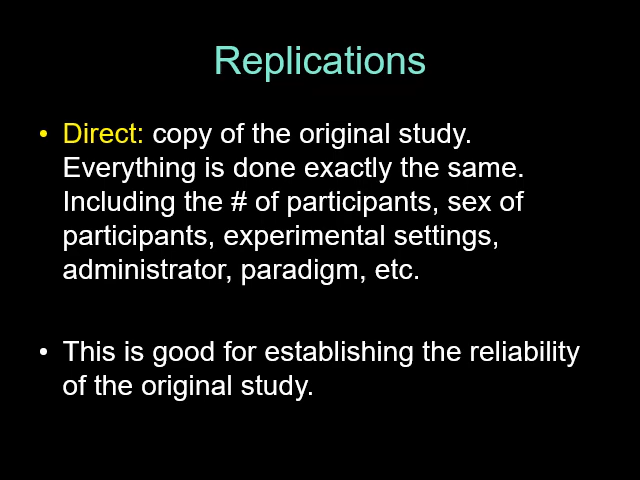 Replications
• Direct: copy of the original study.
Everything is done exactly the same.
Including the # of participants, sex of
participants, experimental settings,
administrator, paradigm, etc.
• This is good for establishing the reliability
of the original study.